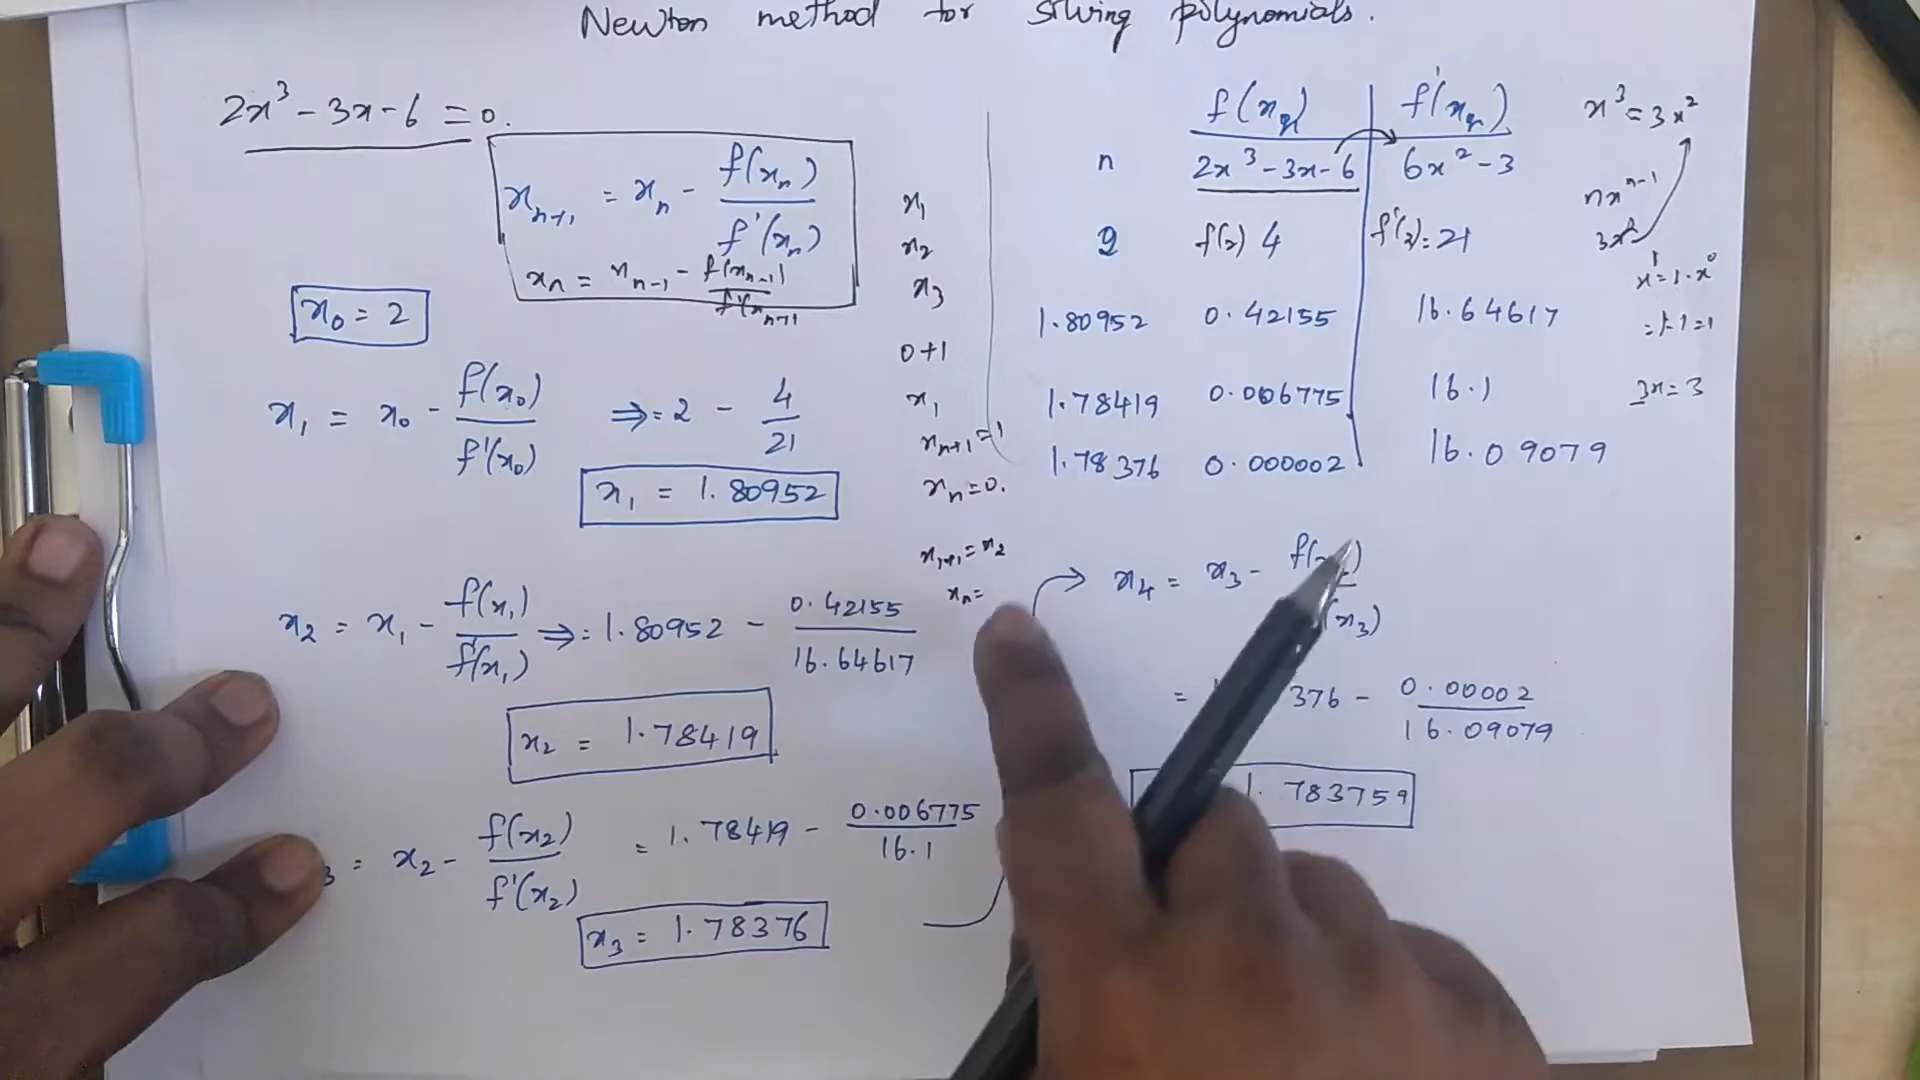 Newton method for solving polynomials.
2x³ - 3x - 6 = 0.
xₙ₊₁ = xₙ - f(xₙ) / f'(xₙ)
xₙ = xₙ₋₁ - f(xₙ₋₁) / f'(xₙ₋₁
x₀ = 2
x₁ = x₀ - f(x₀) / f'(x₀) ⇒ = 2 - 4 / 21
x₁ = 1.80952
x₂ = x₁ - f(x₁) / f'(x₁) ⇒ = 1.80952 - 0.42155 / 16.64617
x₂ = 1.78419
₃ = x₂ - f(x₂) / f'(x₂) = 1.78419 - 0.006775 / 16.1
x₃ = 1.78376
x₁
x₂
x₃
0+1
x₁
xₙ₊₁ = 1
xₙ = 0.
x₁₊₁ = x₂
xₙ =
f(xₙ) f'(xₙ)
n 2x³ - 3x - 6 6x² - 3
2 f(2) 4 f'(2) = 21
1.80952 0.42155 16.64617
1.78419 0.006775 16.1
1.78376 0.000002 16.09079
x³ = 3x²
nxⁿ⁻¹
3x²
x¹ = 1·x⁰
= 1·1 = 1
3x = 3
x₄ = x₃ - f( / (x₃)
= 376 - 0.00002 / 16.09079
1.783759